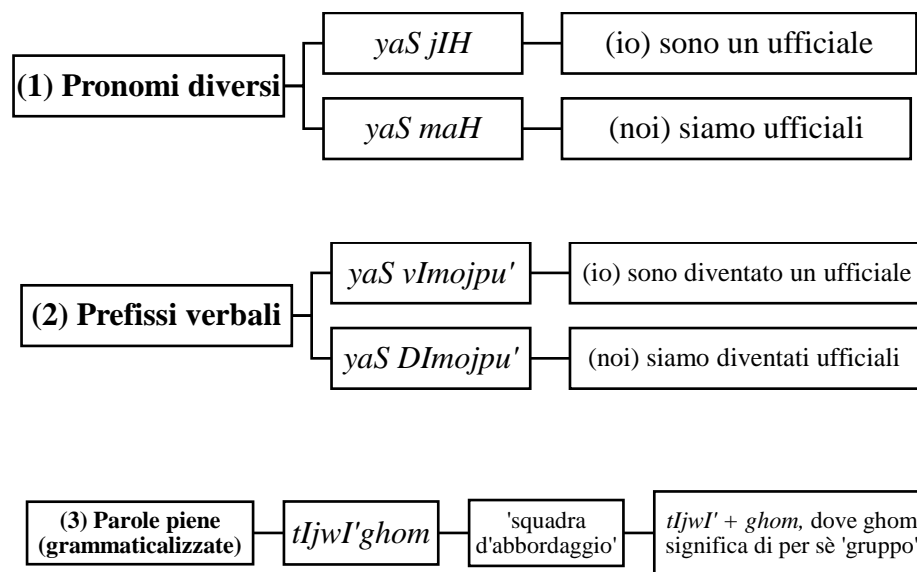 yaS jIH
(io) sono un ufficiale
(1) Pronomi diversi
yaS maH
(noi) siamo ufficiali
yaS vImojpu'
(io) sono diventato un ufficiale
(2) Prefissi verbali
yaS DImojpu'
(noi) siamo diventati ufficiali
(3) Parole piene
(grammaticalizzate)
tIjwI'ghom
'squadra
d'abbordaggio'
tIjwI' + ghom, dove ghom
significa di per sè 'gruppo'